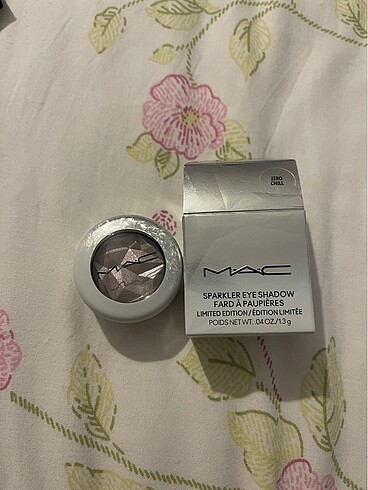 ZERO
CHILL
MAC
MAC
SPARKLER EYE SHADOW
FARD À PAUPIÈRES
LIMITED EDITION / ÉDITION LIMITÉE
POIDS NET WT. .04 OZ / 1.3 g